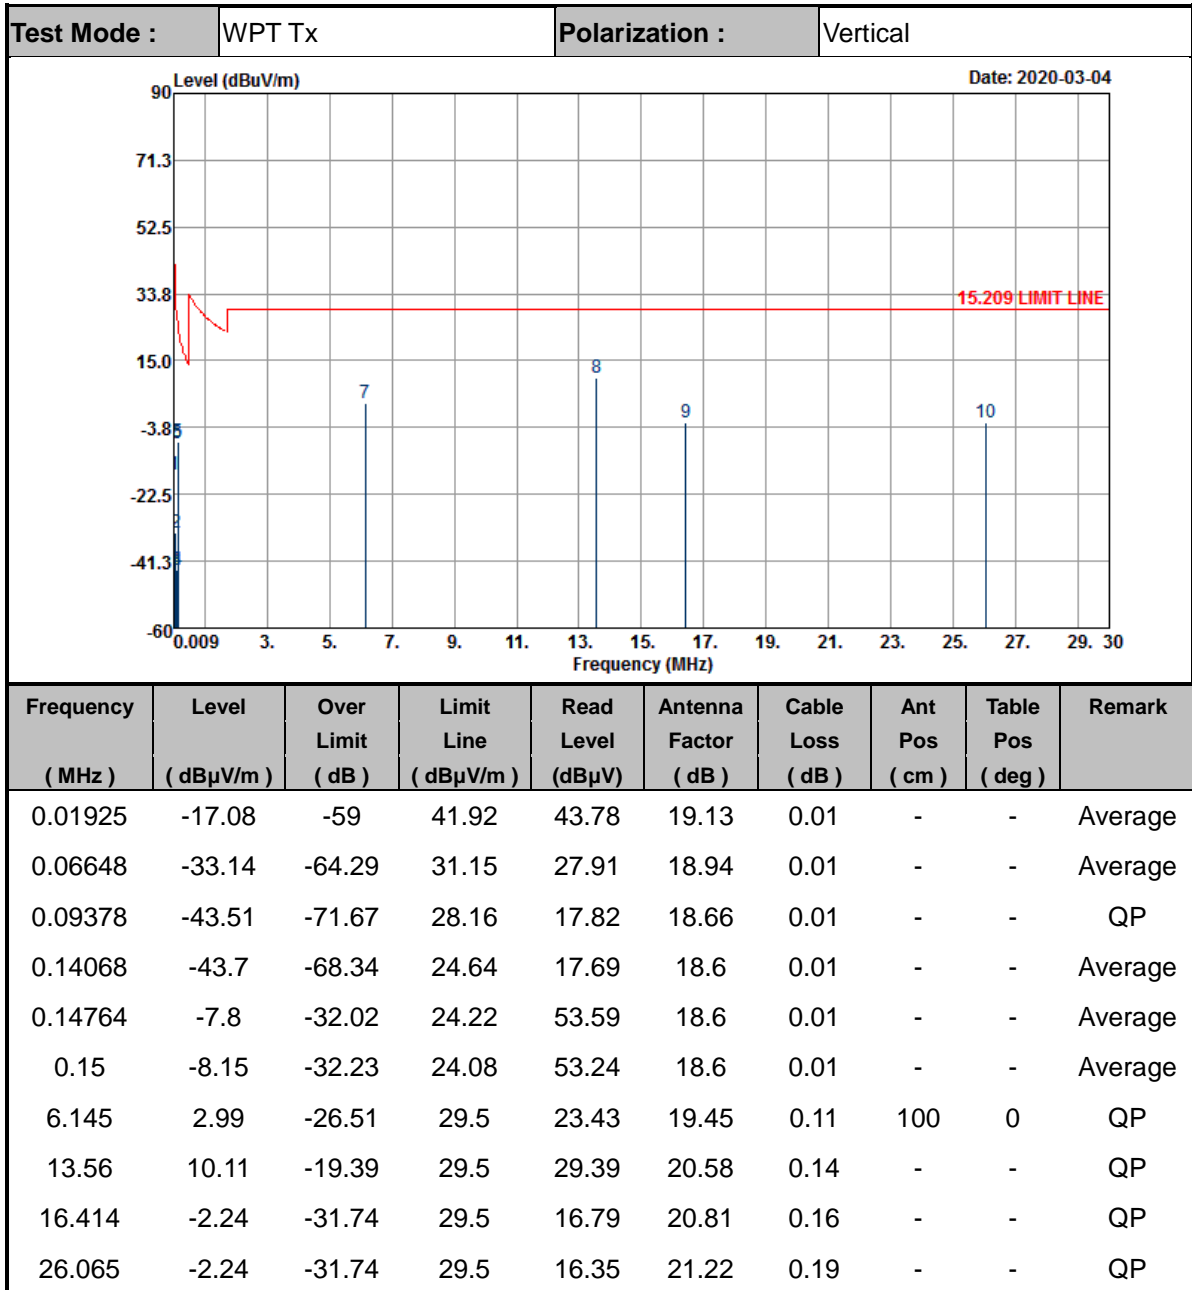 Test Mode : WPT Tx Polarization : Vertical
Level (dBuV/m) Date: 2020-03-04
90
71.3
52.5
33.8
15.209 LIMIT LINE
15.0
8
7
9
10
-3.8
5
1
-22.5
2
-41.3
-60
0.009 3. 5. 7. 9. 11. 13. 15. 17. 19. 21. 23. 25. 27. 29. 30
Frequency (MHz)
Frequency Level Over Limit Read Antenna Cable Ant Table Remark
Limit Line Level Factor Loss Pos Pos
( MHz ) ( dBµV/m ) ( dB ) ( dBµV/m ) (dBµV) ( dB ) ( dB ) ( cm ) ( deg )
0.01925 -17.08 -59 41.92 43.78 19.13 0.01 - - Average
0.06648 -33.14 -64.29 31.15 27.91 18.94 0.01 - - Average
0.09378 -43.51 -71.67 28.16 17.82 18.66 0.01 - - QP
0.14068 -43.7 -68.34 24.64 17.69 18.6 0.01 - - Average
0.14764 -7.8 -32.02 24.22 53.59 18.6 0.01 - - Average
0.15 -8.15 -32.23 24.08 53.24 18.6 0.01 - - Average
6.145 2.99 -26.51 29.5 23.43 19.45 0.11 100 0 QP
13.56 10.11 -19.39 29.5 29.39 20.58 0.14 - - QP
16.414 -2.24 -31.74 29.5 16.79 20.81 0.16 - - QP
26.065 -2.24 -31.74 29.5 16.35 21.22 0.19 - - QP